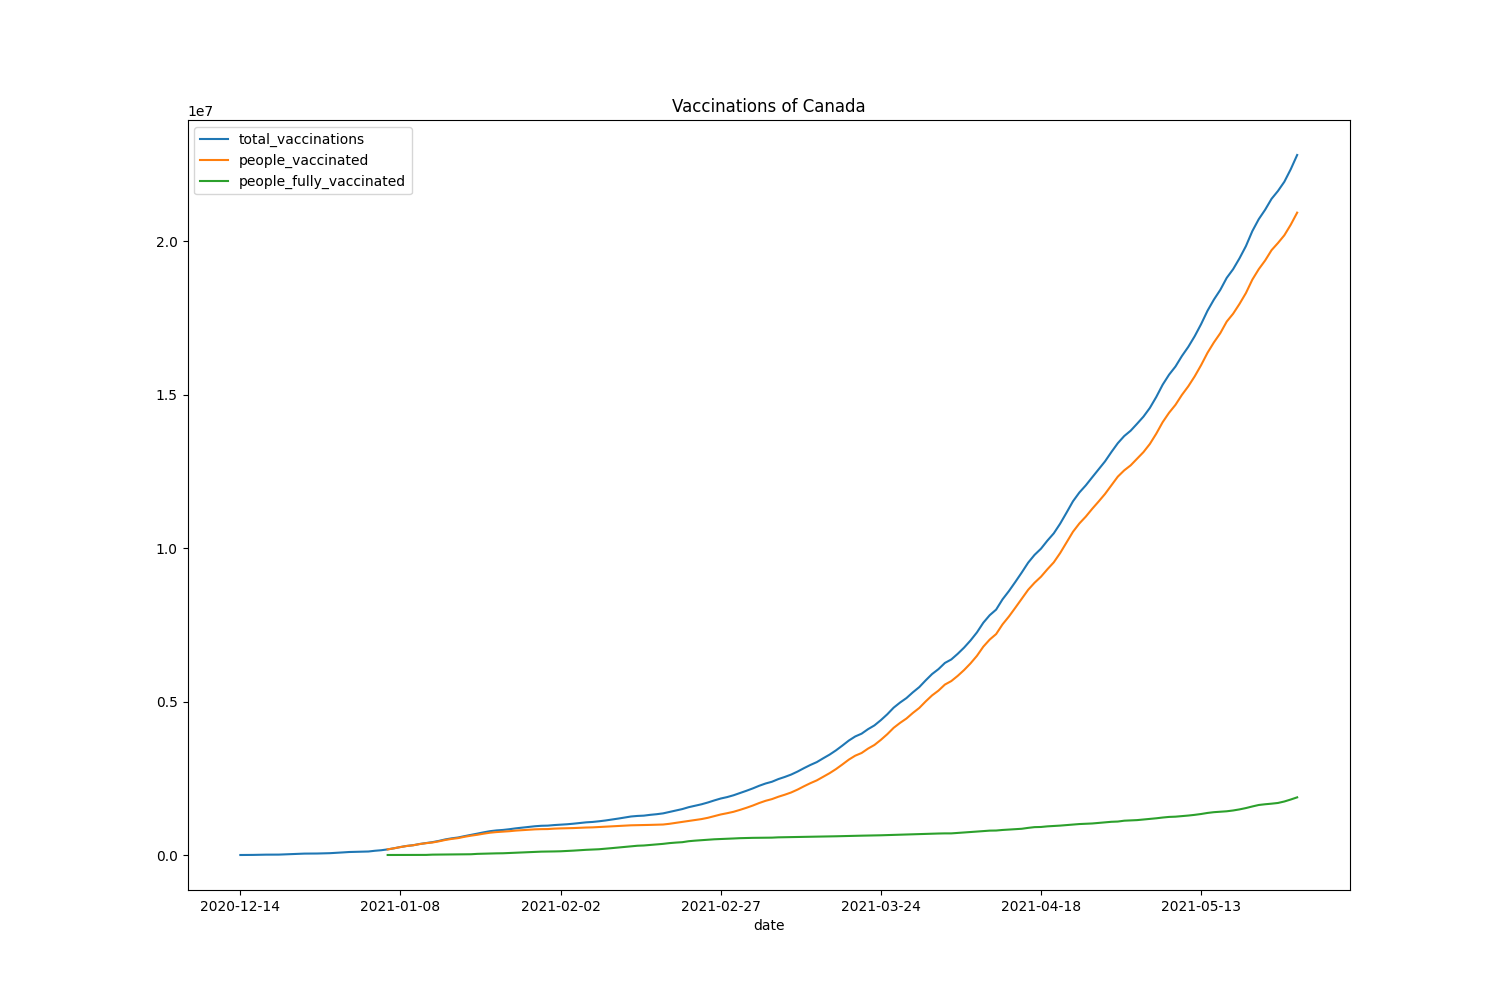 Vaccinations of Canada
1e7
total_vaccinations
people_vaccinated
people_fully_vaccinated
2.0
1.5
1.0
0.5
0.0
2020-12-14 2021-01-08 2021-02-02 2021-02-27 2021-03-24 2021-04-18 2021-05-13
date